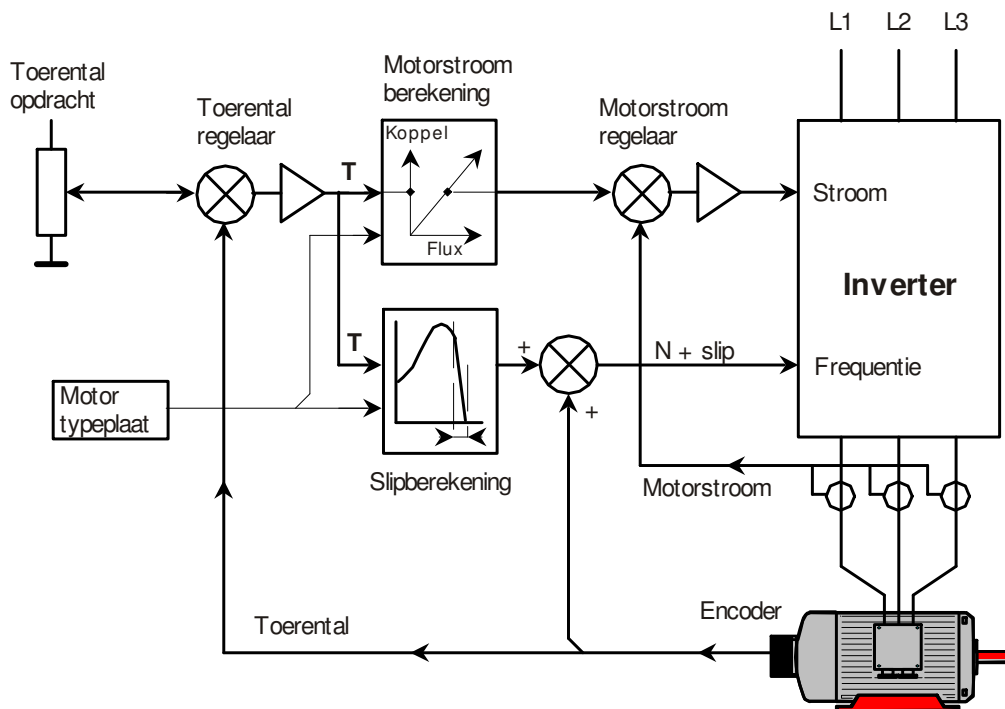 L1 L2 L3
Toerental
opdracht
Toerental
regelaar
Motorstroom
berekening
Motorstroom
regelaar
Koppel
T
Flux
Stroom
Inverter
T
+
N + slip
Frequentie
+
Motor
typeplaat
Slipberekening
Motorstroom
Encoder
Toerental